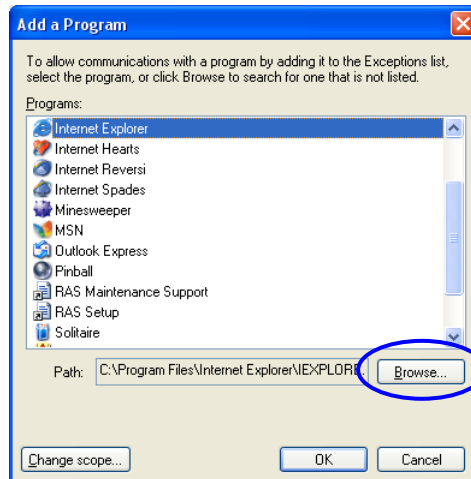 Add a Program
To allow communications with a program by adding it to the Exceptions list,
select the program, or click Browse to search for one that is not listed.
Programs:
Internet Explorer
Internet Hearts
Internet Reversi
Internet Spades
Minesweeper
MSN
Outlook Express
Pinball
RAS Maintenance Support
RAS Setup
Solitaire
Path: C:\Program Files\Internet Explorer\IEXPLORE. Browse...
Change scope... OK Cancel